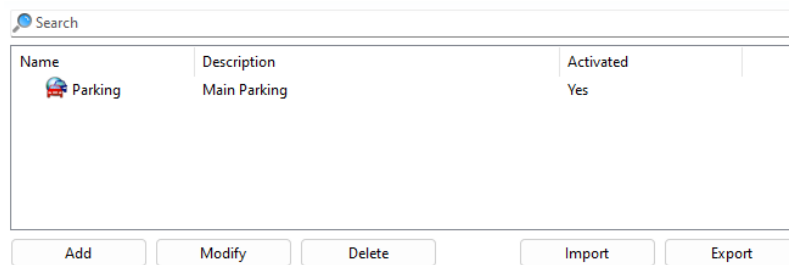 Search
Name Description Activated
Parking Main Parking Yes
Add Modify Delete Import Export